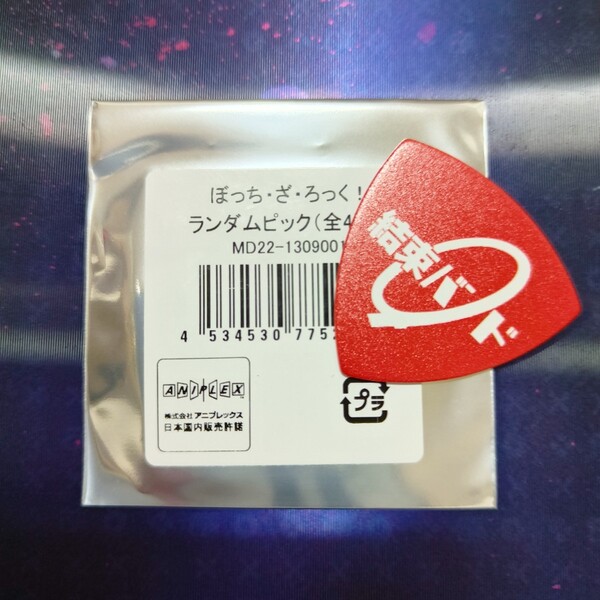 ぼっち・ざ・ろっく!
ランダムピック(全4
MD22-1309001
4 534530 775
ANIPLEX
株式会社アニプレックス
日本国内販売許諾
プラ
結束バンド